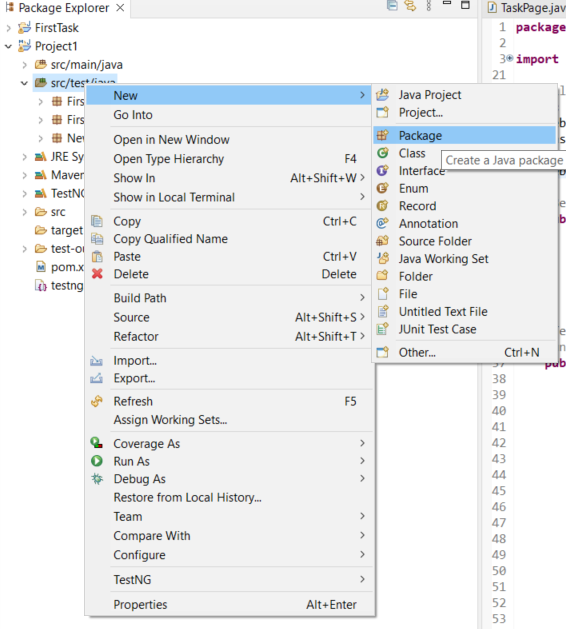 Package Explorer
TaskPage.jav
FirstTask
Project1
src/main/java
src/test/java
Firs
Firs
New
JRE Sy
Maven
TestNG
src
target
test-ou
pom.x
testng
New
Go Into
Open in New Window
Open Type Hierarchy F4
Show In Alt+Shift+W
Show in Local Terminal
Copy Ctrl+C
Copy Qualified Name
Paste Ctrl+V
Delete Delete
Build Path
Source Alt+Shift+S
Refactor Alt+Shift+T
Import...
Export...
Refresh F5
Assign Working Sets...
Coverage As
Run As
Debug As
Restore from Local History...
Team
Compare With
Configure
TestNG
Properties Alt+Enter
Java Project
Project...
Package
Class
Create a Java package
Interface
Enum
Record
Annotation
Source Folder
Java Working Set
Folder
File
Untitled Text File
JUnit Test Case
Other... Ctrl+N
1 package
2
3 import
21
37 pub
38
39
40
41
42
43
44
45
46
47
48
49
50
51
52
53